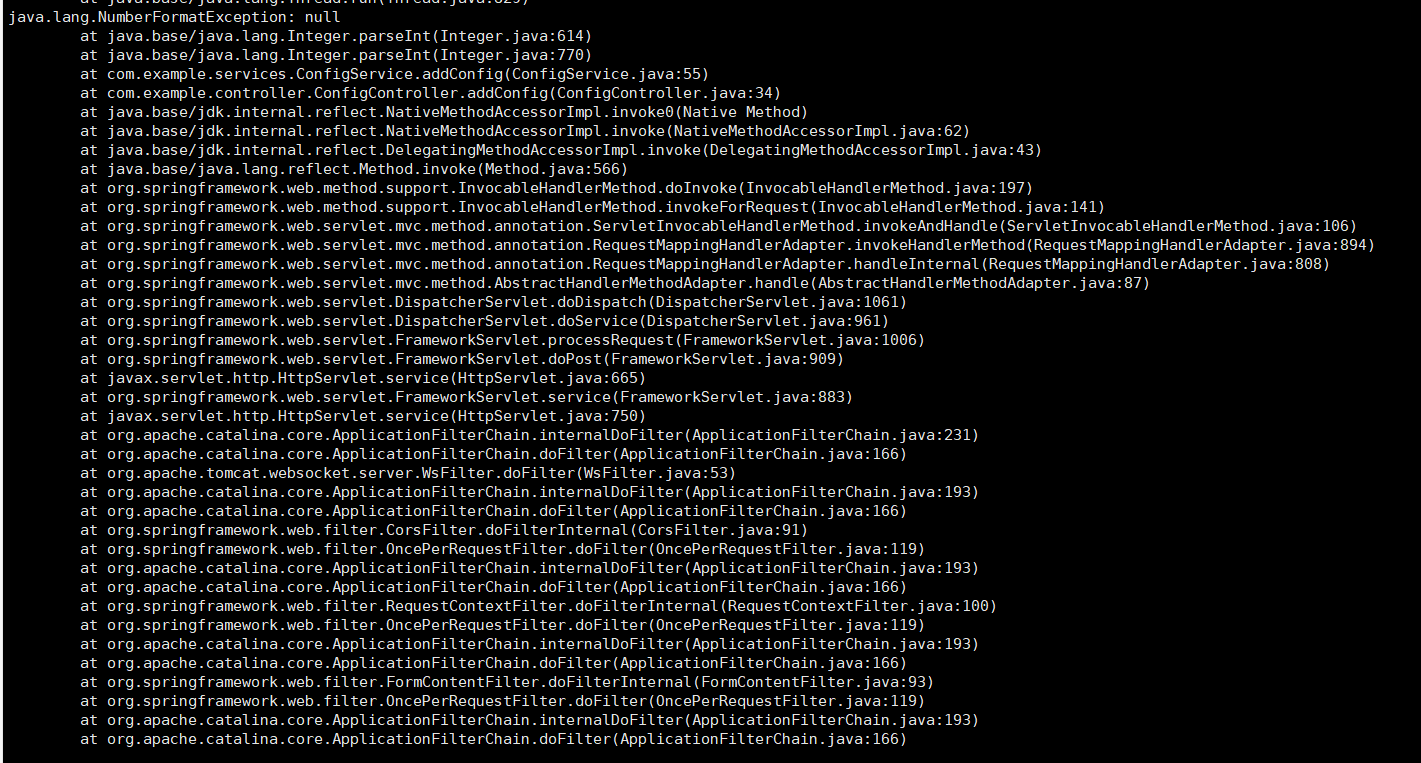 at java.base/java.lang.Thread.run(Thread.java:829)
java.lang.NumberFormatException: null
at java.base/java.lang.Integer.parseInt(Integer.java:614)
at java.base/java.lang.Integer.parseInt(Integer.java:770)
at com.example.services.ConfigService.addConfig(ConfigService.java:55)
at com.example.controller.ConfigController.addConfig(ConfigController.java:34)
at java.base/jdk.internal.reflect.NativeMethodAccessorImpl.invoke0(Native Method)
at java.base/jdk.internal.reflect.NativeMethodAccessorImpl.invoke(NativeMethodAccessorImpl.java:62)
at java.base/jdk.internal.reflect.DelegatingMethodAccessorImpl.invoke(DelegatingMethodAccessorImpl.java:43)
at java.base/java.lang.reflect.Method.invoke(Method.java:566)
at org.springframework.web.method.support.InvocableHandlerMethod.doInvoke(InvocableHandlerMethod.java:197)
at org.springframework.web.method.support.InvocableHandlerMethod.invokeForRequest(InvocableHandlerMethod.java:141)
at org.springframework.web.servlet.mvc.method.annotation.ServletInvocableHandlerMethod.invokeAndHandle(ServletInvocableHandlerMethod.java:106)
at org.springframework.web.servlet.mvc.method.annotation.RequestMappingHandlerAdapter.invokeHandlerMethod(RequestMappingHandlerAdapter.java:894)
at org.springframework.web.servlet.mvc.method.annotation.RequestMappingHandlerAdapter.handleInternal(RequestMappingHandlerAdapter.java:808)
at org.springframework.web.servlet.mvc.method.AbstractHandlerMethodAdapter.handle(AbstractHandlerMethodAdapter.java:87)
at org.springframework.web.servlet.DispatcherServlet.doDispatch(DispatcherServlet.java:1061)
at org.springframework.web.servlet.DispatcherServlet.doService(DispatcherServlet.java:961)
at org.springframework.web.servlet.FrameworkServlet.processRequest(FrameworkServlet.java:1006)
at org.springframework.web.servlet.FrameworkServlet.doPost(FrameworkServlet.java:909)
at javax.servlet.http.HttpServlet.service(HttpServlet.java:665)
at org.springframework.web.servlet.FrameworkServlet.service(FrameworkServlet.java:883)
at javax.servlet.http.HttpServlet.service(HttpServlet.java:750)
at org.apache.catalina.core.ApplicationFilterChain.internalDoFilter(ApplicationFilterChain.java:231)
at org.apache.catalina.core.ApplicationFilterChain.doFilter(ApplicationFilterChain.java:166)
at org.apache.tomcat.websocket.server.WsFilter.doFilter(WsFilter.java:53)
at org.apache.catalina.core.ApplicationFilterChain.internalDoFilter(ApplicationFilterChain.java:193)
at org.apache.catalina.core.ApplicationFilterChain.doFilter(ApplicationFilterChain.java:166)
at org.springframework.web.filter.CorsFilter.doFilterInternal(CorsFilter.java:91)
at org.springframework.web.filter.OncePerRequestFilter.doFilter(OncePerRequestFilter.java:119)
at org.apache.catalina.core.ApplicationFilterChain.internalDoFilter(ApplicationFilterChain.java:193)
at org.apache.catalina.core.ApplicationFilterChain.doFilter(ApplicationFilterChain.java:166)
at org.springframework.web.filter.RequestContextFilter.doFilterInternal(RequestContextFilter.java:100)
at org.springframework.web.filter.OncePerRequestFilter.doFilter(OncePerRequestFilter.java:119)
at org.apache.catalina.core.ApplicationFilterChain.internalDoFilter(ApplicationFilterChain.java:193)
at org.apache.catalina.core.ApplicationFilterChain.doFilter(ApplicationFilterChain.java:166)
at org.springframework.web.filter.FormContentFilter.doFilterInternal(FormContentFilter.java:93)
at org.springframework.web.filter.OncePerRequestFilter.doFilter(OncePerRequestFilter.java:119)
at org.apache.catalina.core.ApplicationFilterChain.internalDoFilter(ApplicationFilterChain.java:193)
at org.apache.catalina.core.ApplicationFilterChain.doFilter(ApplicationFilterChain.java:166)